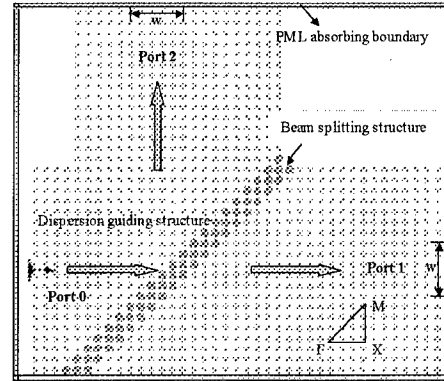 w
PML absorbing boundary
Port 2
Beam splitting structure
Dispersion guiding structure
w
Port 1
Port 0
M
Γ
X